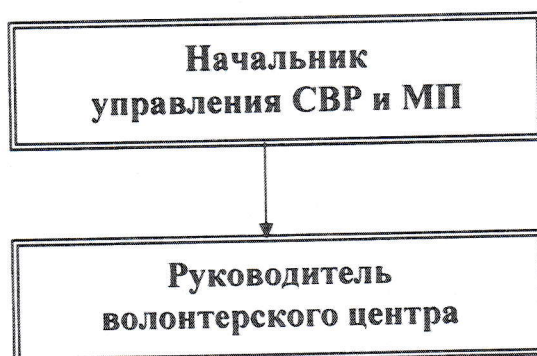 Начальник
управления СВР и МП
Руководитель
волонтерского центра